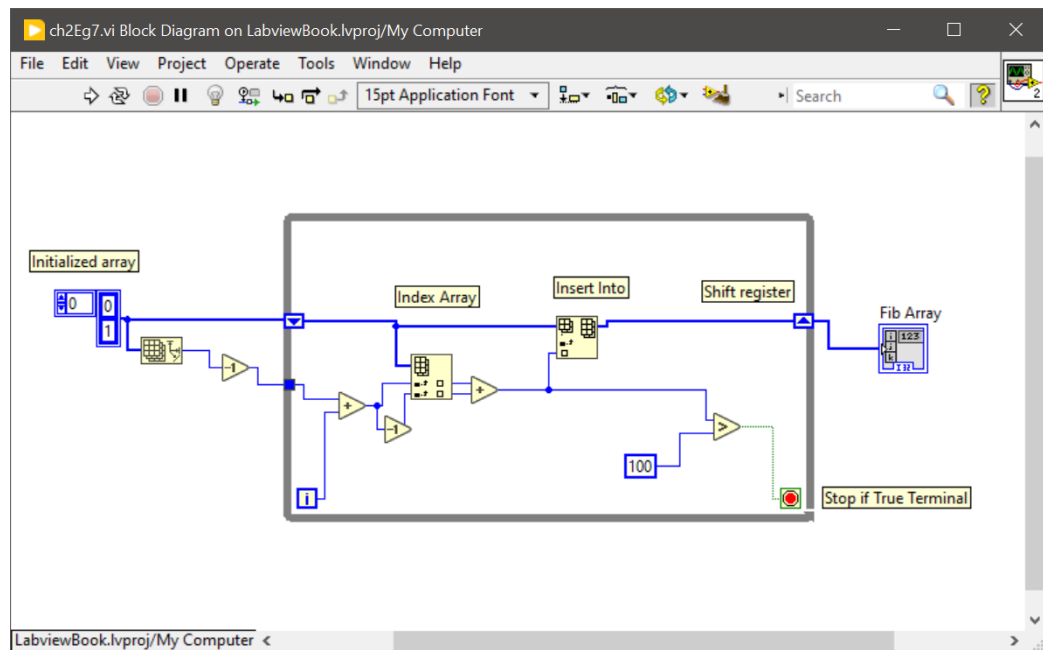 ch2Eg7.vi Block Diagram on LabviewBook.lvproj/My Computer
File Edit View Project Operate Tools Window Help
15pt Application Font
Search
2
Initialized array
0
0
1
-1
Index Array
Insert Into
Shift register
Fib Array
i
123
I32
+
-1
+
>
100
i
Stop if True Terminal
LabviewBook.lvproj/My Computer